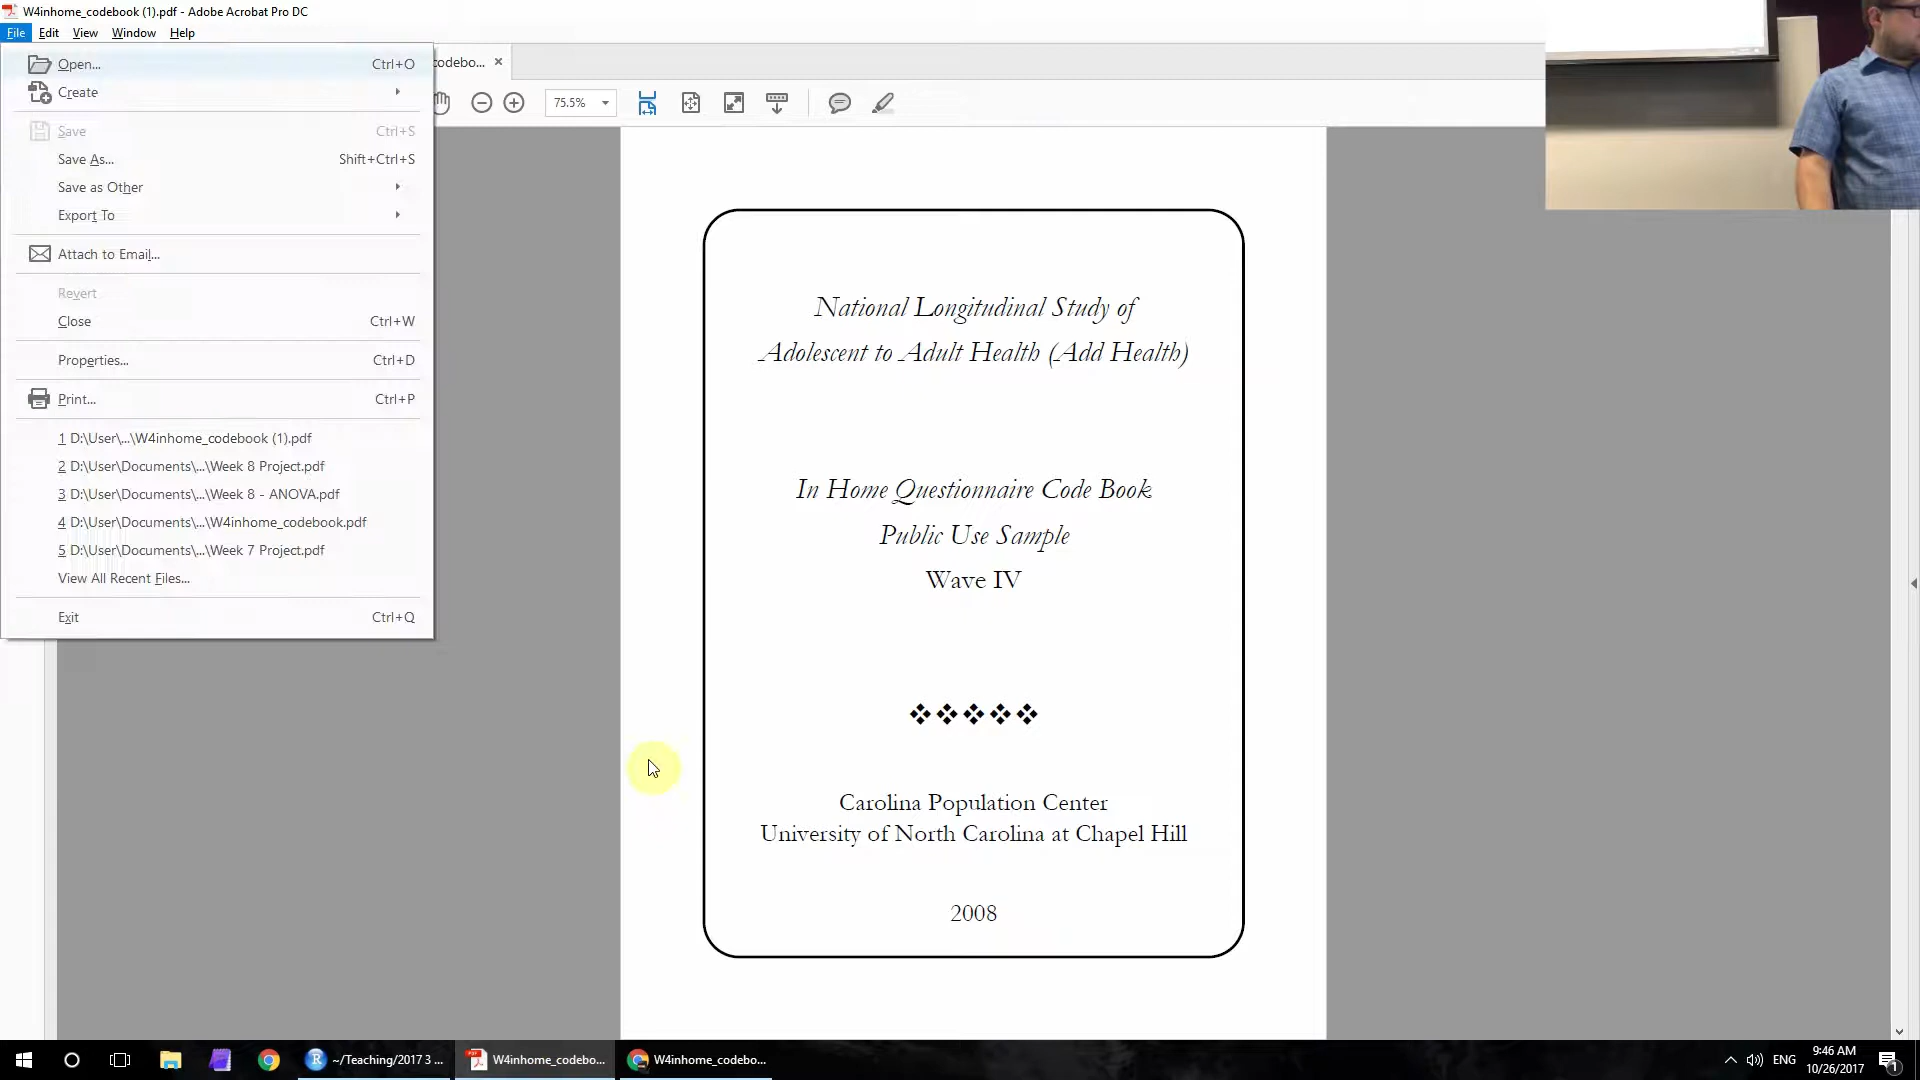 W4inhome_codebook (1).pdf - Adobe Acrobat Pro DC
File Edit View Window Help
Open... Ctrl+O
Create
Save Ctrl+S
Save As... Shift+Ctrl+S
Save as Other
Export To
Attach to Email...
Revert
Close Ctrl+W
Properties... Ctrl+D
Print... Ctrl+P
1 D:\User\...\W4inhome_codebook (1).pdf
2 D:\User\Documents\...\Week 8 Project.pdf
3 D:\User\Documents\...\Week 8 - ANOVA.pdf
4 D:\User\Documents\...\W4inhome_codebook.pdf
5 D:\User\Documents\...\Week 7 Project.pdf
View All Recent Files...
Exit Ctrl+Q
codebo...
75.5%
National Longitudinal Study of
Adolescent to Adult Health (Add Health)
In Home Questionnaire Code Book
Public Use Sample
Wave IV
Carolina Population Center
University of North Carolina at Chapel Hill
2008
~/Teaching/2017 3 ...
W4inhome_codebo...
W4inhome_codebo...
ENG
9:46 AM
10/26/2017
1